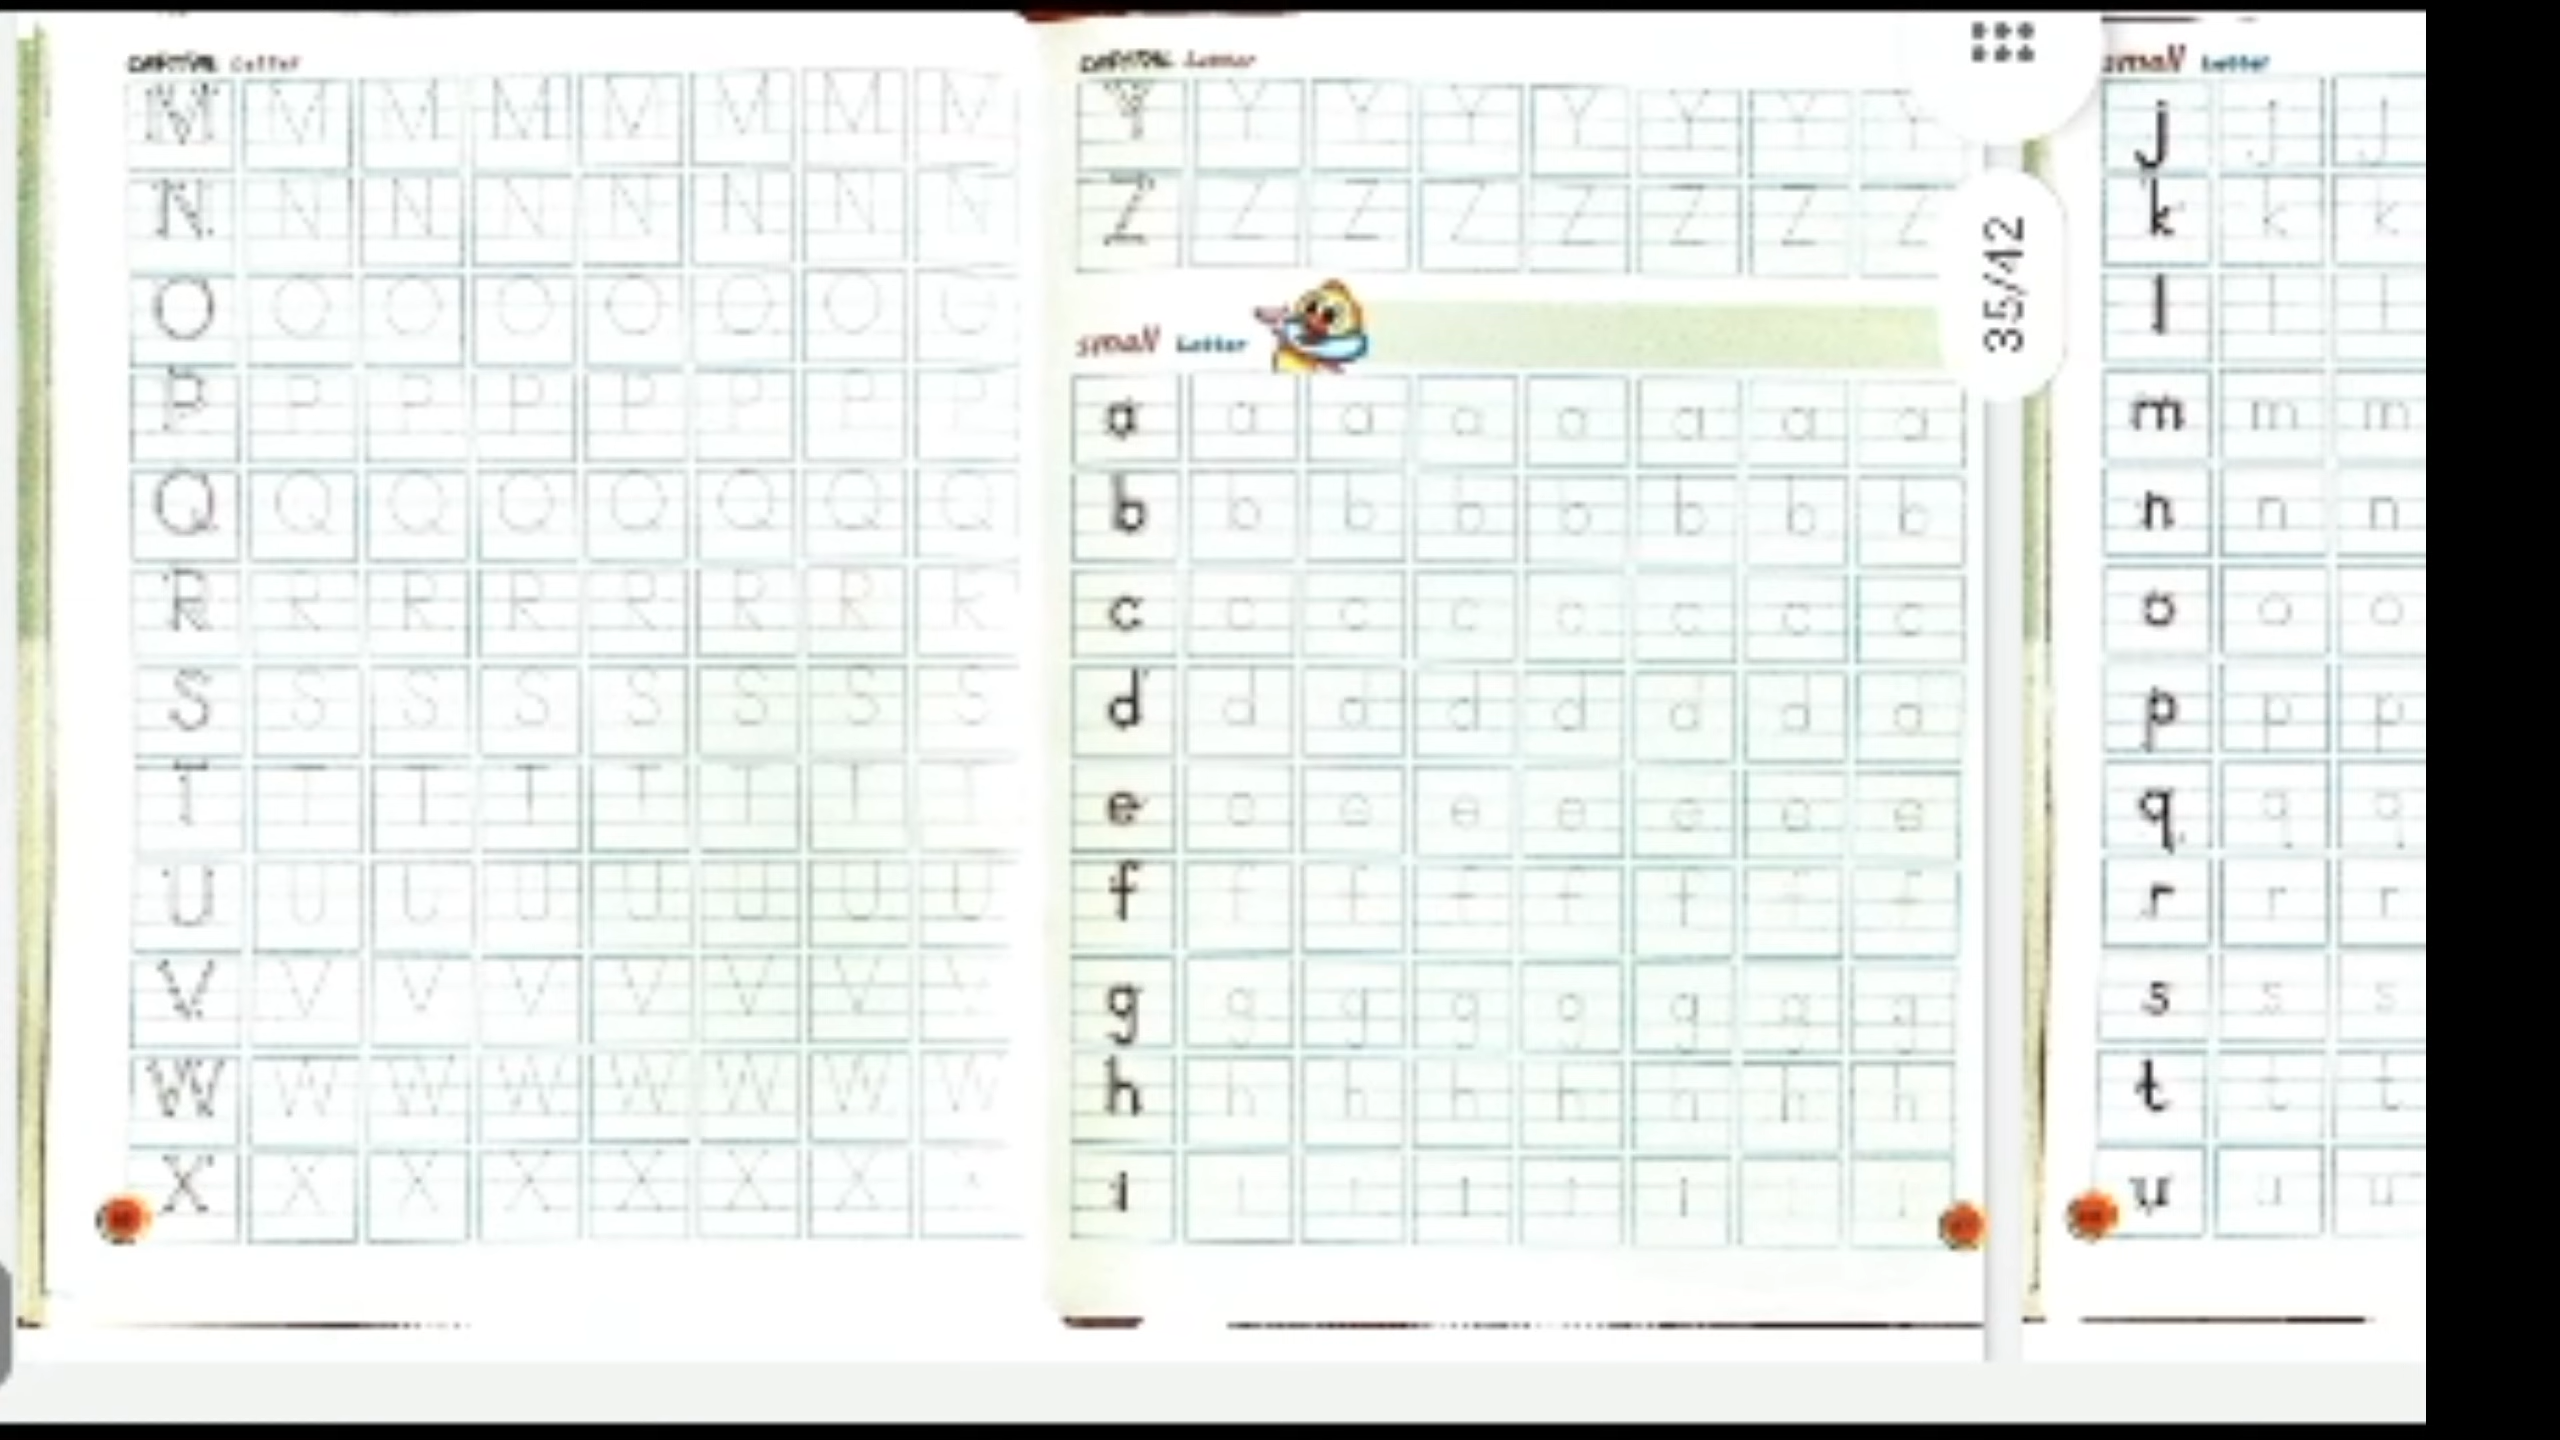 CAPITAL Letter
M M M M M M M M
N N N N N N N N
O O O O O O O O
P P P P P P P P
Q Q Q Q Q Q Q Q
R R R R R R R R
S S S S S S S S
T T T T T T T T
U U U U U U U U
V V V V V V V V
W W W W W W W W
X X X X X X X X
CAPITAL Letter
Y Y Y Y Y Y Y Y
Z Z Z Z Z Z Z Z
small Letter
a a a a a a a a
b b b b b b b b
c c c c c c c c
d d d d d d d d
e e e e e e e e
f f f f f f f f
g g g g g g g g
h h h h h h h h
i i i i i i i i
35/42
small Letter
j j j
k k k
l l l
m m m
n n n
o o o
p p p
q q q
r r r
s s s
t t t
u u u